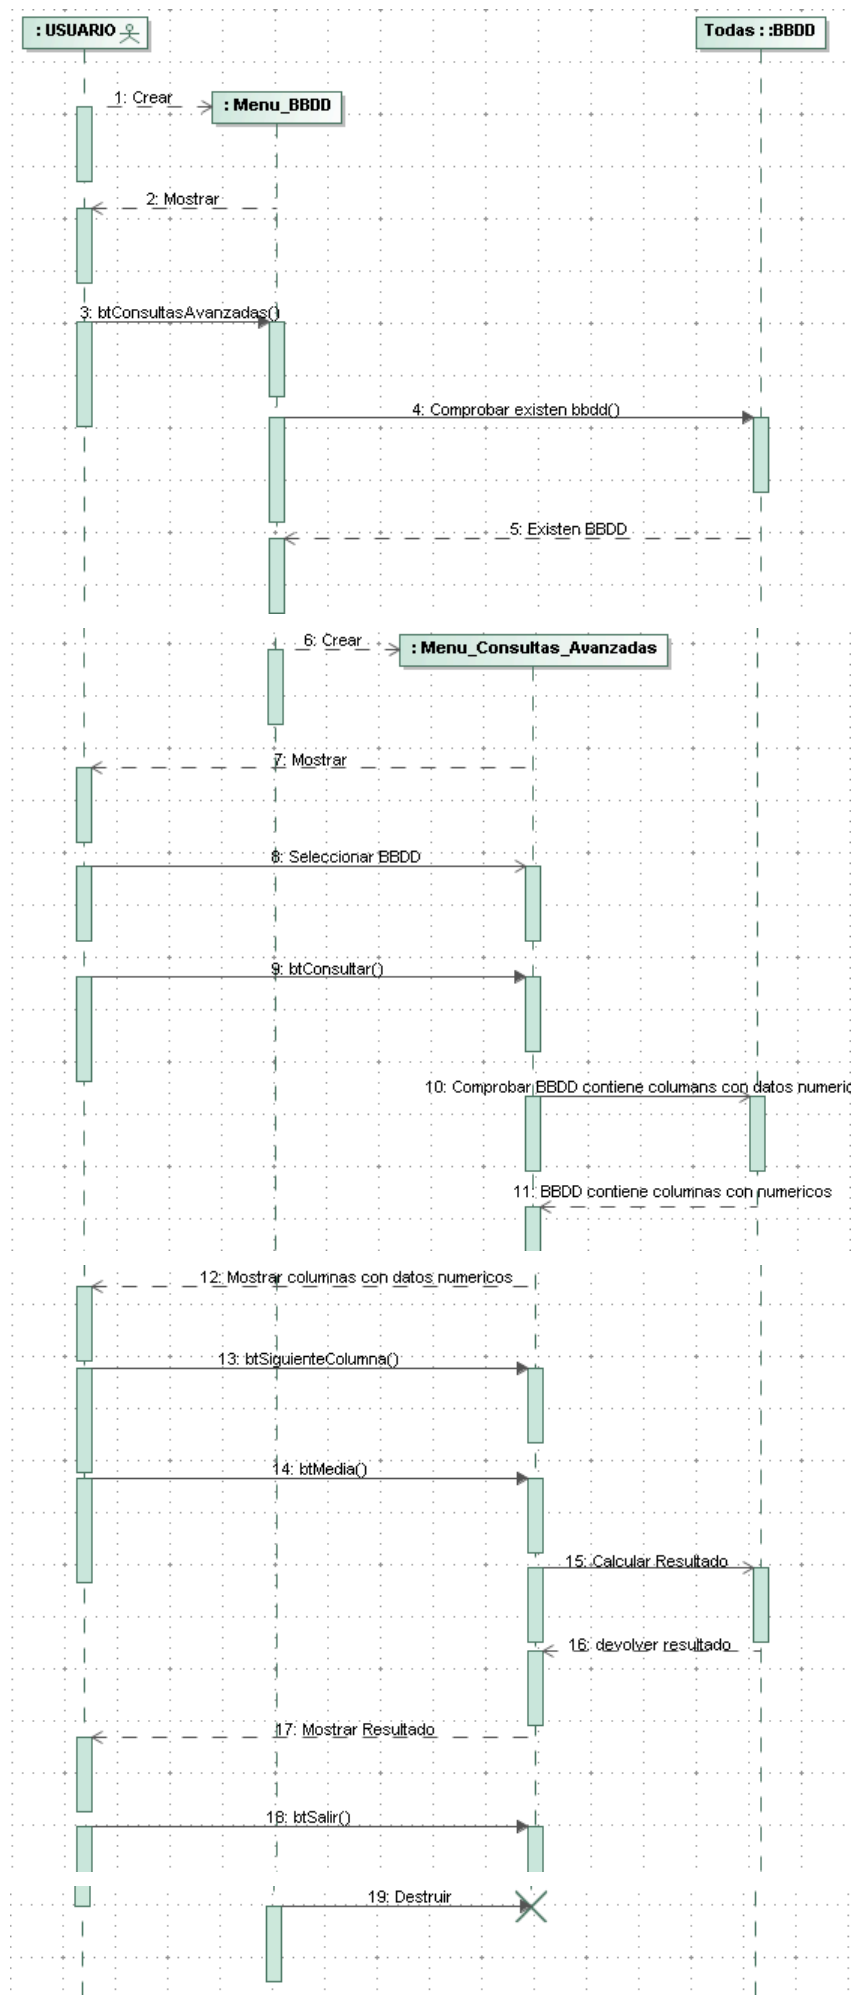 : USUARIO
Todas : :BBDD
1: Crear
: Menu_BBDD
2: Mostrar
3: btConsultasAvanzadas()
4: Comprobar existen bbdd()
5: Existen BBDD
6: Crear
: Menu_Consultas_Avanzadas
7: Mostrar
8: Seleccionar BBDD
9: btConsultar()
10: Comprobar BBDD contiene columans con datos numeric
11: BBDD contiene columnas con numericos
12: Mostrar columnas con datos numericos
13: btSiguienteColumna()
14: btMedia()
15: Calcular Resultado
16: devolver resultado
17: Mostrar Resultado
18: btSalir()
19: Destruir